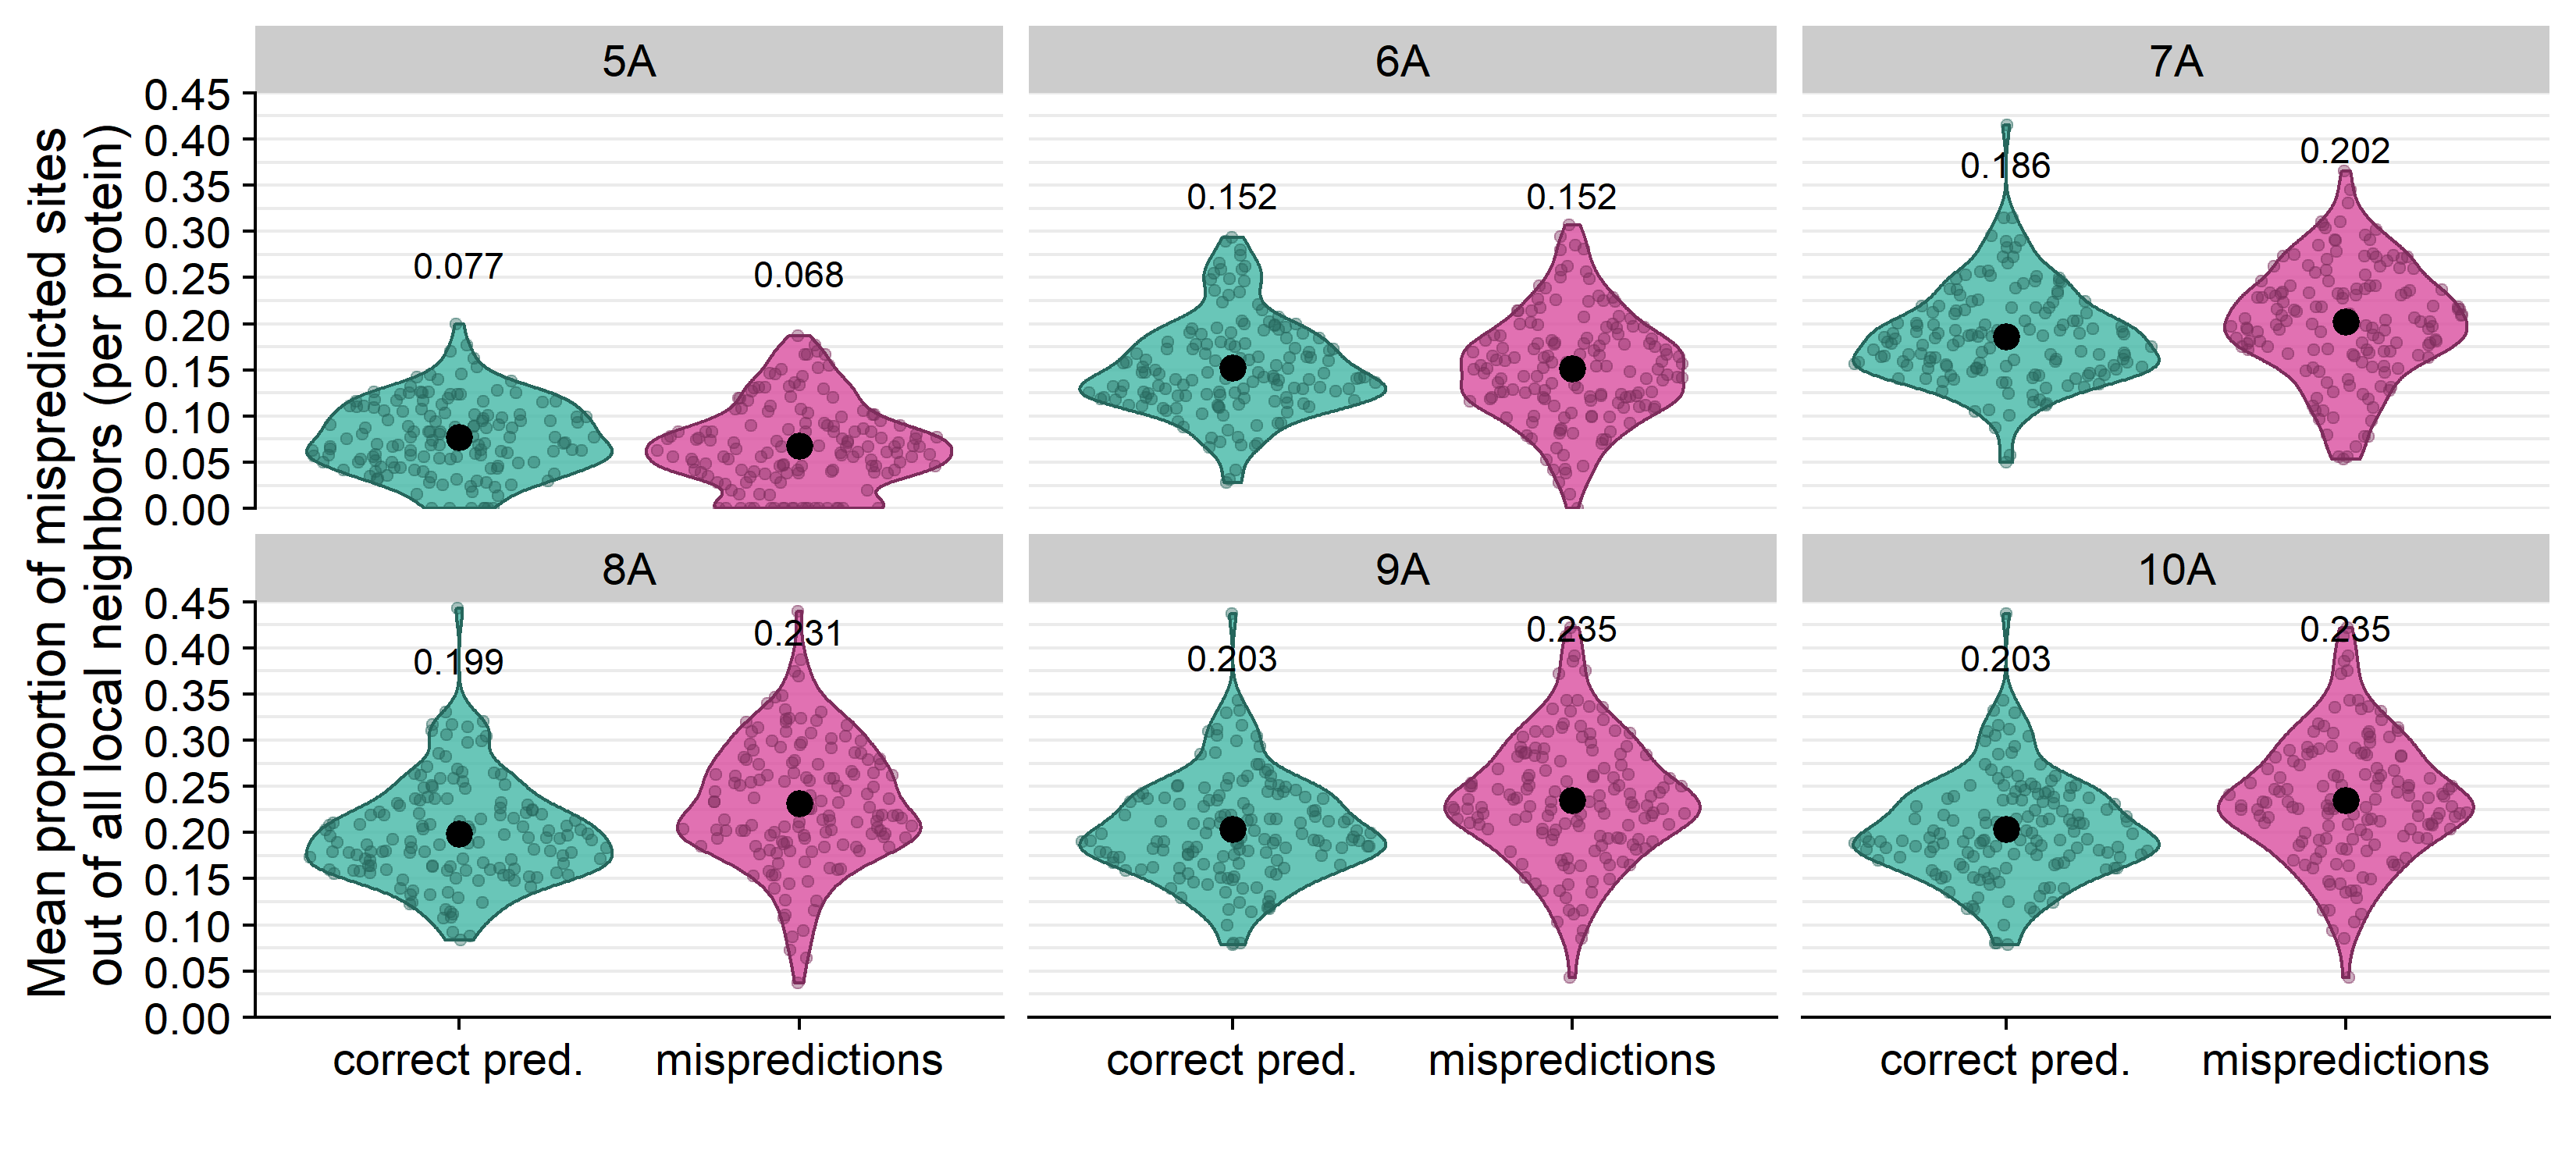 Mean proportion of mispredicted sites
out of all local neighbors (per protein)
5A
6A
7A
0.45
0.40
0.35
0.30
0.25
0.20
0.15
0.10
0.05
0.00
0.077
0.068
0.152
0.152
0.186
0.202
8A
9A
10A
0.45
0.40
0.35
0.30
0.25
0.20
0.15
0.10
0.05
0.00
0.199
0.231
0.203
0.235
0.203
0.235
correct pred.
mispredictions
correct pred.
mispredictions
correct pred.
mispredictions